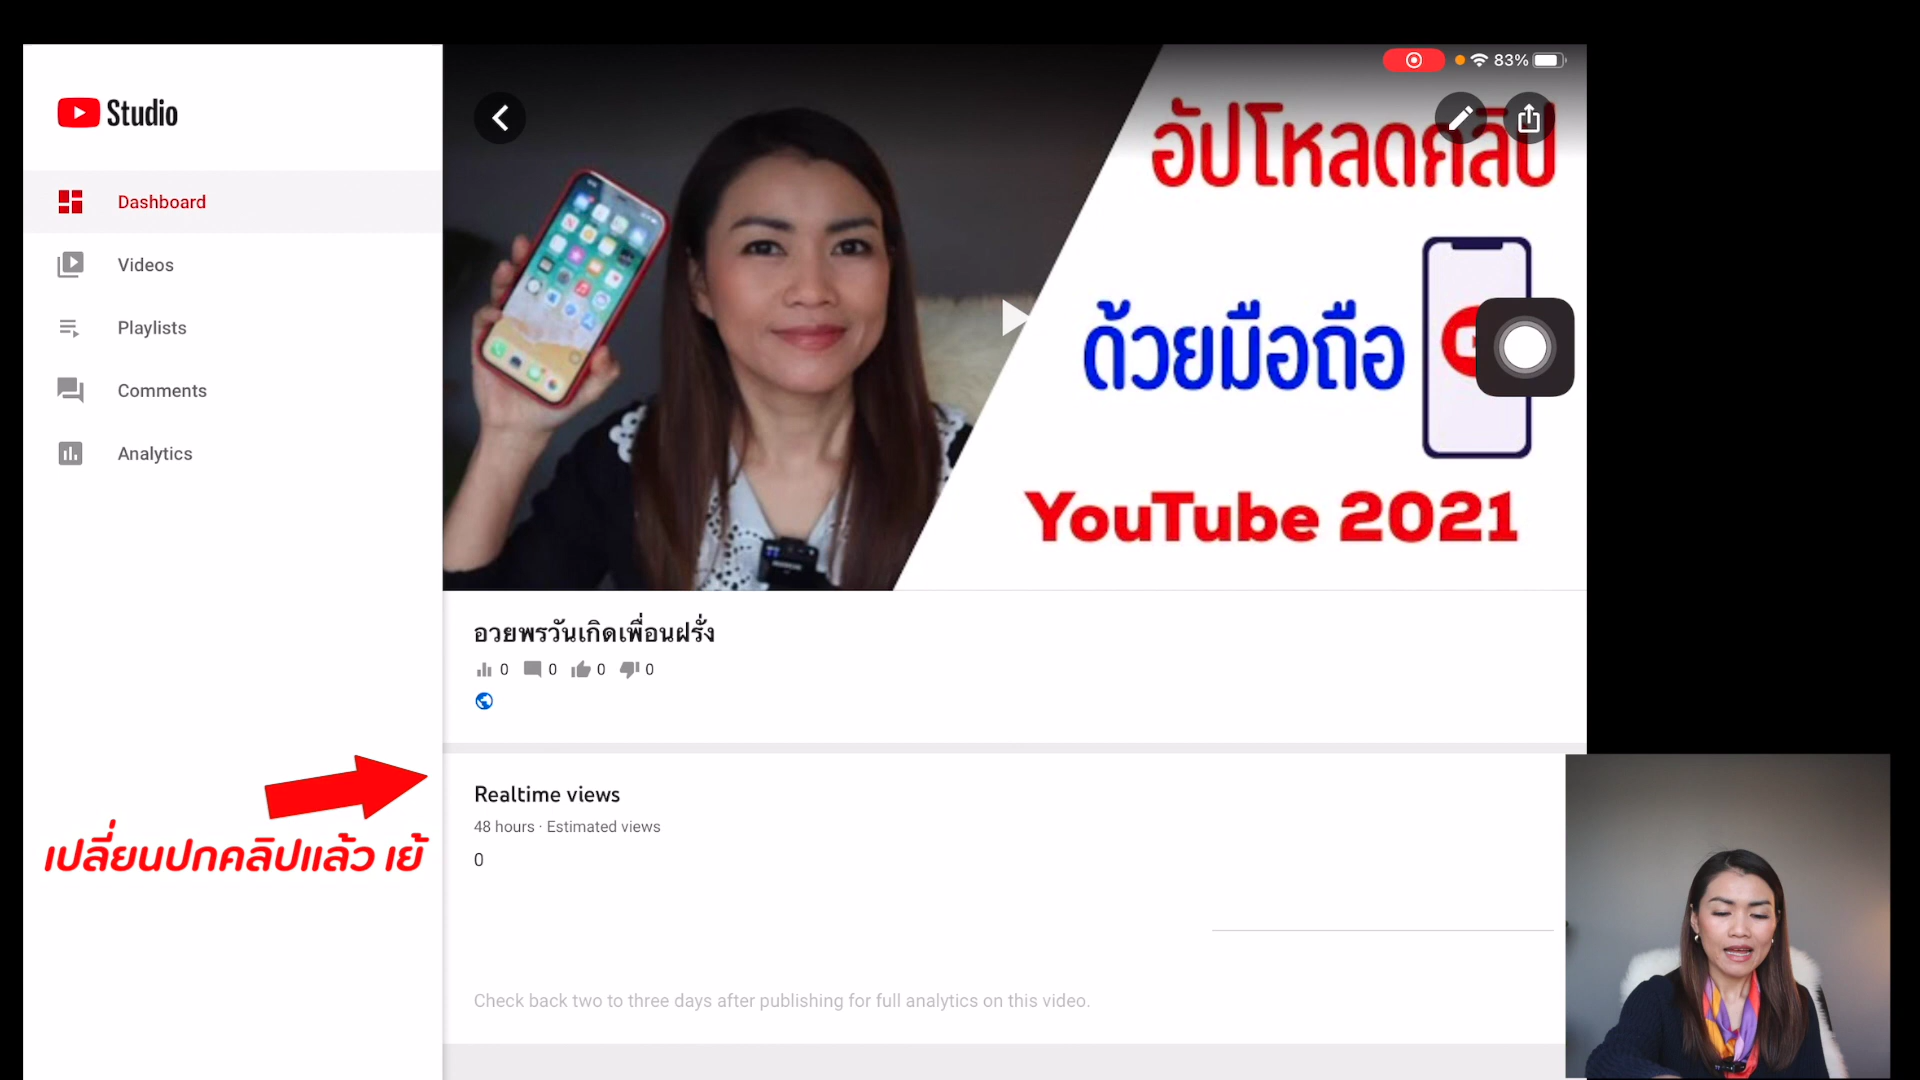 83%
Studio
Dashboard
Videos
Playlists
Comments
Analytics
อัปโหลดคลิป
ด้วยมือถือ
YouTube 2021
อวยพรวันเกิดเพื่อนฝรั่ง
0 0 0 0
Realtime views
48 hours · Estimated views
0
เปลี่ยนปกคลิปแล้ว เย้
Check back two to three days after publishing for full analytics on this video.